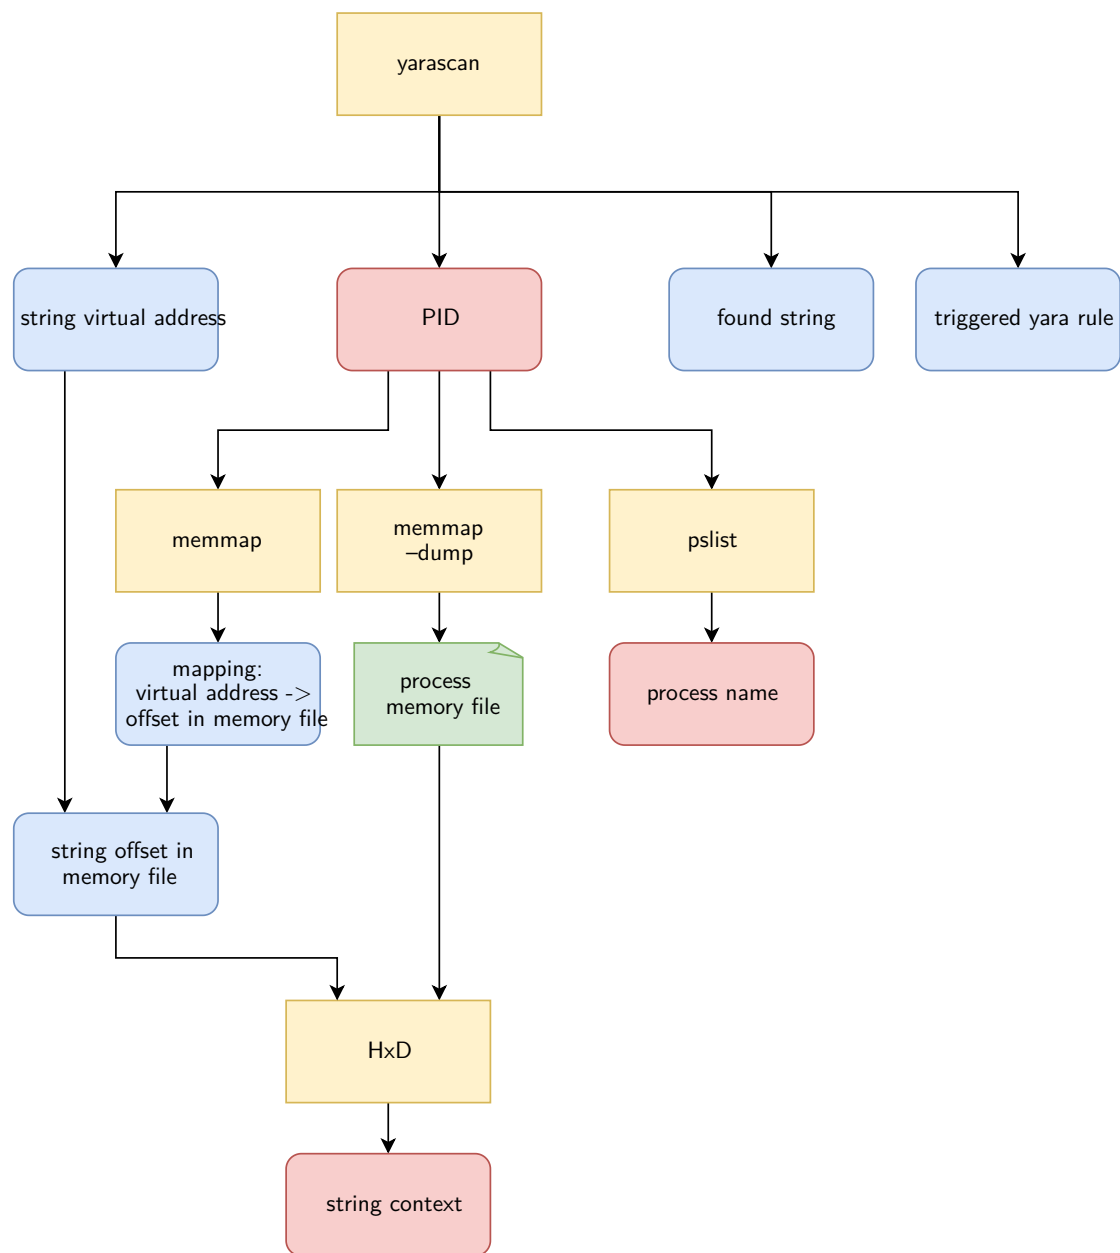 yarascan
string virtual address
PID
found string
triggered yara rule
memmap
memmap
–dump
pslist
mapping:
virtual address ->
offset in memory file
process
memory file
process name
string offset in
memory file
HxD
string context